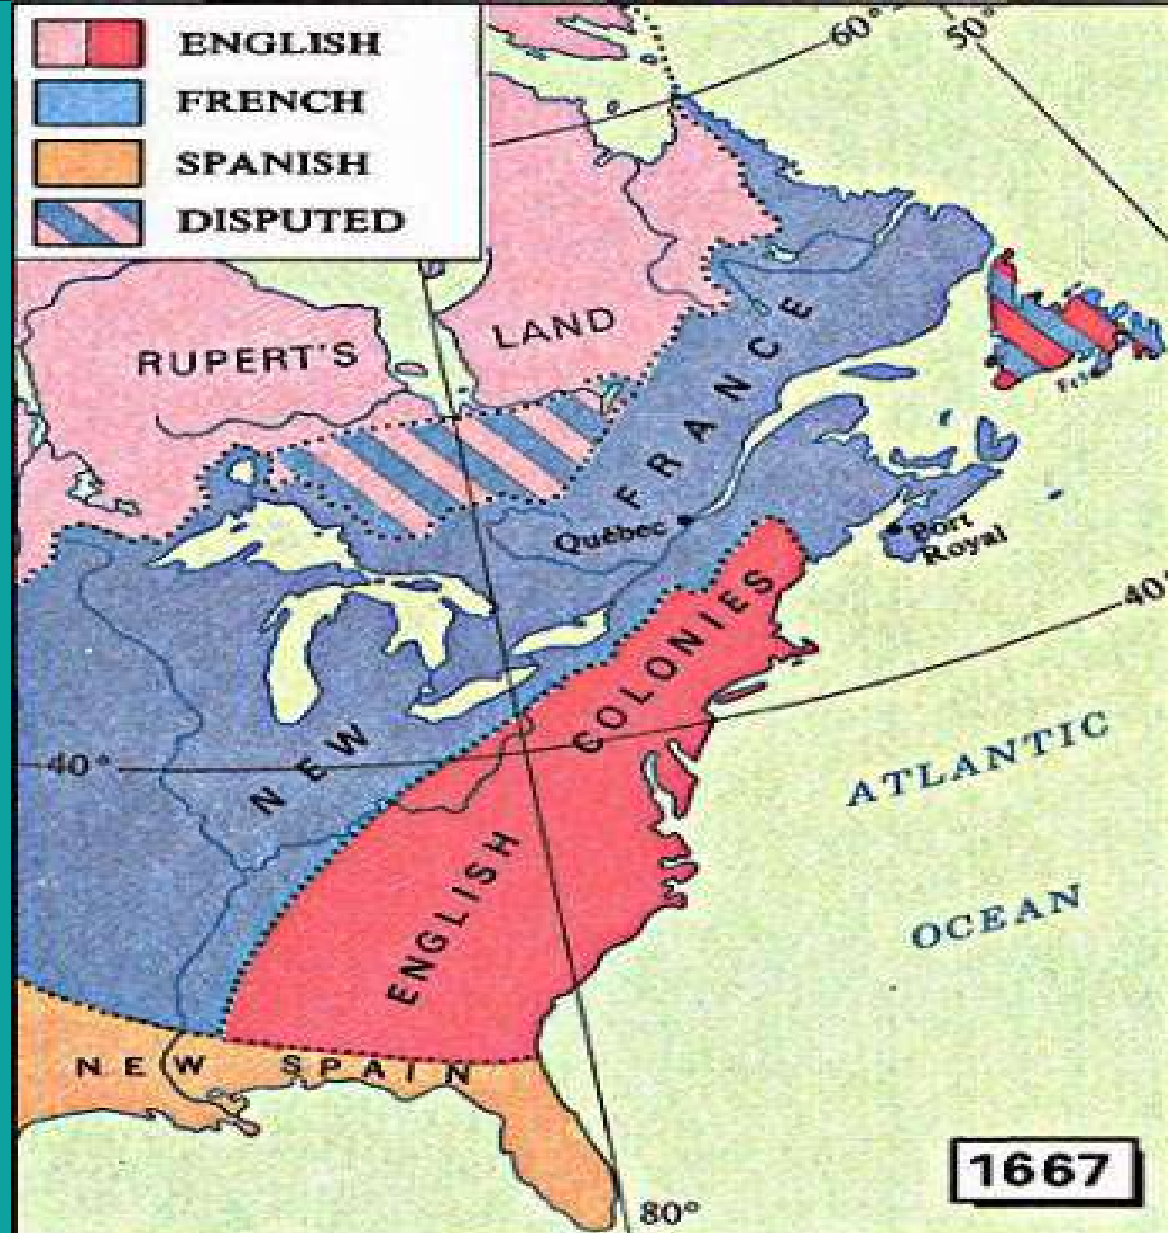 ENGLISH
FRENCH
SPANISH
DISPUTED
60°
50°
RUPERT'S
LAND
NEW
FRANCE
Québec
Port
Royal
40°
40°
ENGLISH
COLONIES
ATLANTIC
OCEAN
NEW SPAIN
1667
80°